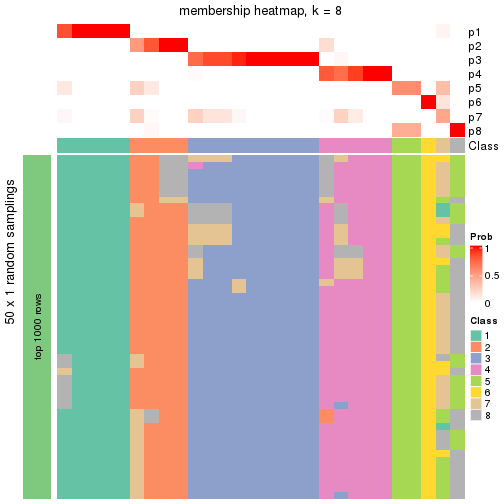 membership heatmap, k = 8
p1
p2
p3
p4
p5
p6
p7
p8
Class
50 x 1 random samplings
top 1000 rows
Prob
1
0.5
0
Class
1
2
3
4
5
6
7
8